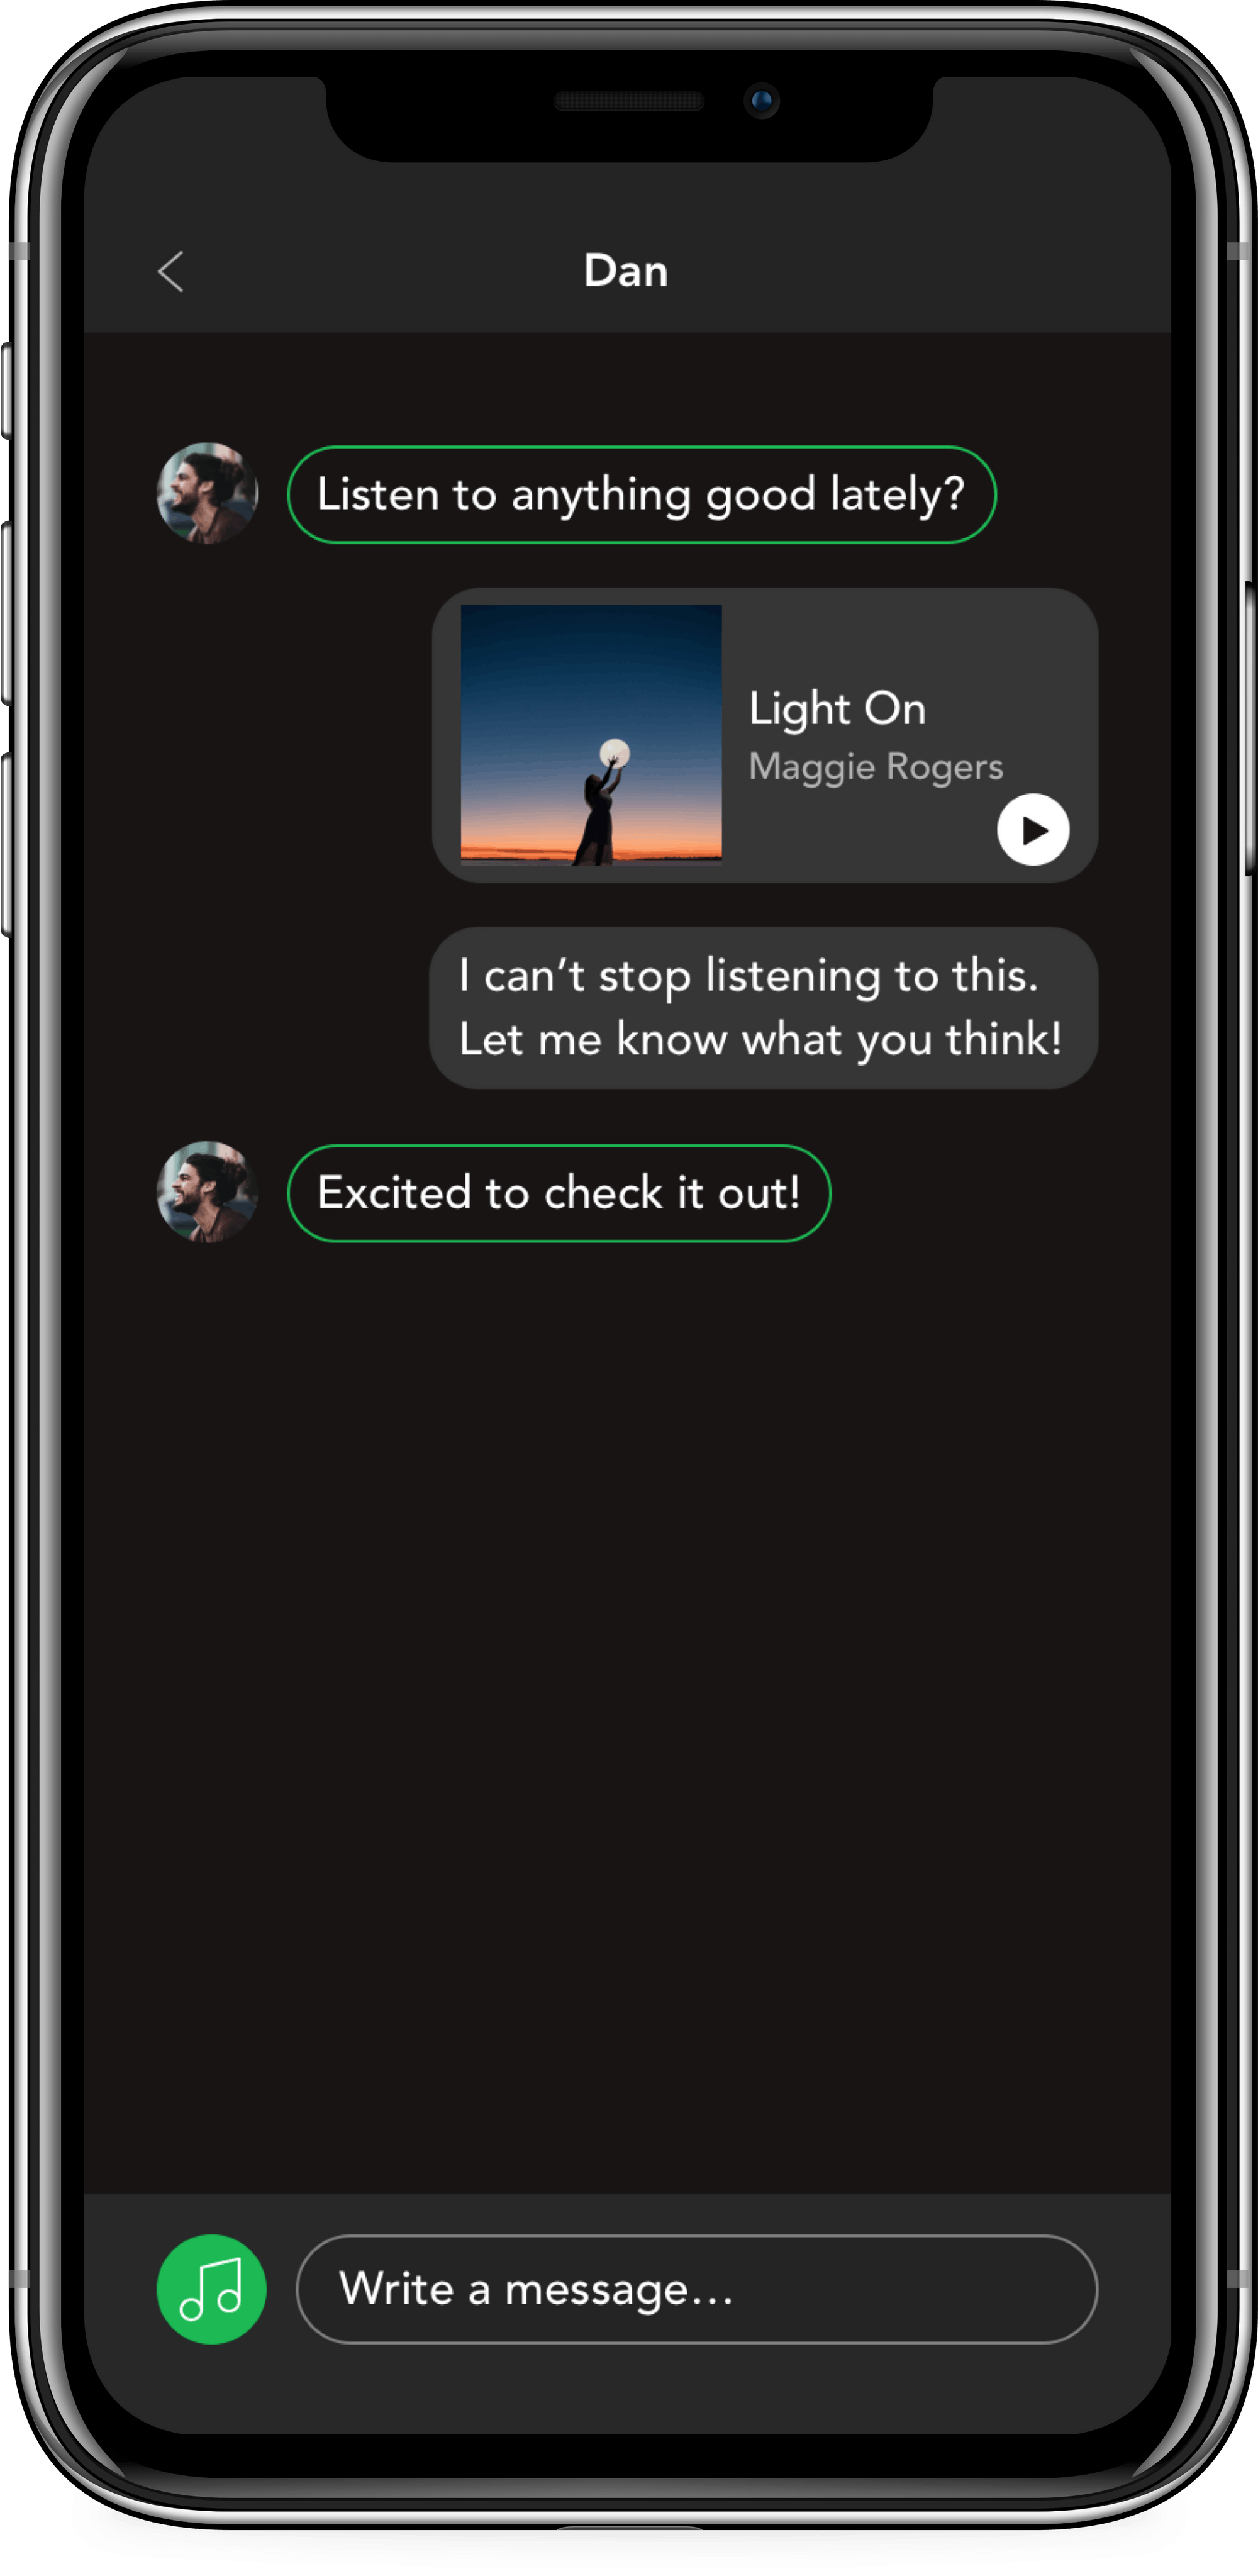 Dan
Listen to anything good lately?
Light On
Maggie Rogers
I can’t stop listening to this.
Let me know what you think!
Excited to check it out!
Write a message...